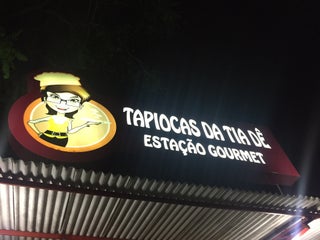 TAPIOCAS DA TIA DÊ
ESTAÇÃO GOURMET